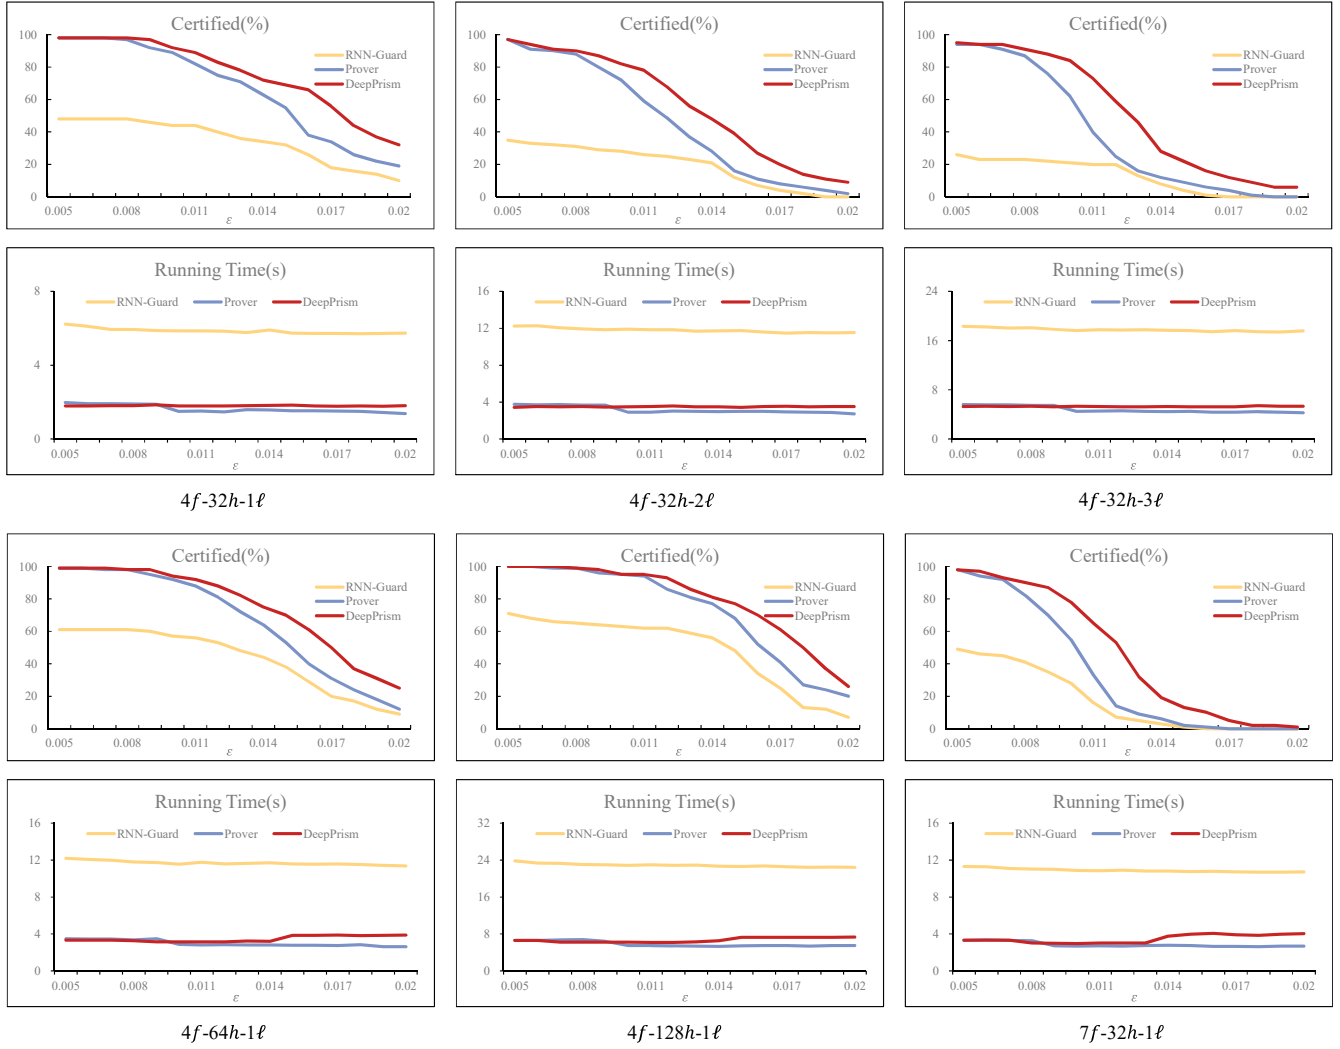 Certified(%)
100
80
60
40
20
0
RNN-Guard
Prover
DeepPrism
0.005 0.008 0.011 0.014 0.017 0.02
ε
Certified(%)
100
80
60
40
20
0
RNN-Guard
Prover
DeepPrism
0.005 0.008 0.011 0.014 0.017 0.02
ε
Certified(%)
100
80
60
40
20
0
RNN-Guard
Prover
DeepPrism
0.005 0.008 0.011 0.014 0.017 0.02
ε
Running Time(s)
RNN-Guard Prover DeepPrism
8
4
0
0.005 0.008 0.011 0.014 0.017 0.02
ε
Running Time(s)
RNN-Guard Prover DeepPrism
16
12
8
4
0
0.005 0.008 0.011 0.014 0.017 0.02
ε
Running Time(s)
RNN-Guard Prover DeepPrism
24
16
8
0
0.005 0.008 0.011 0.014 0.017 0.02
ε
4f-32h-1ℓ
4f-32h-2ℓ
4f-32h-3ℓ
Certified(%)
100
80
60
40
20
0
RNN-Guard
Prover
DeepPrism
0.005 0.008 0.011 0.014 0.017 0.02
ε
Certified(%)
100
80
60
40
20
0
RNN-Guard
Prover
DeepPrism
0.005 0.008 0.011 0.014 0.017 0.02
ε
Certified(%)
100
80
60
40
20
0
RNN-Guard
Prover
DeepPrism
0.005 0.008 0.011 0.014 0.017 0.02
ε
Running Time(s)
RNN-Guard Prover DeepPrism
16
12
8
4
0
0.005 0.008 0.011 0.014 0.017 0.02
ε
Running Time(s)
RNN-Guard Prover DeepPrism
32
24
16
8
0
0.005 0.008 0.011 0.014 0.017 0.02
ε
Running Time(s)
RNN-Guard Prover DeepPrism
16
12
8
4
0
0.005 0.008 0.011 0.014 0.017 0.02
ε
4f-64h-1ℓ
4f-128h-1ℓ
7f-32h-1ℓ